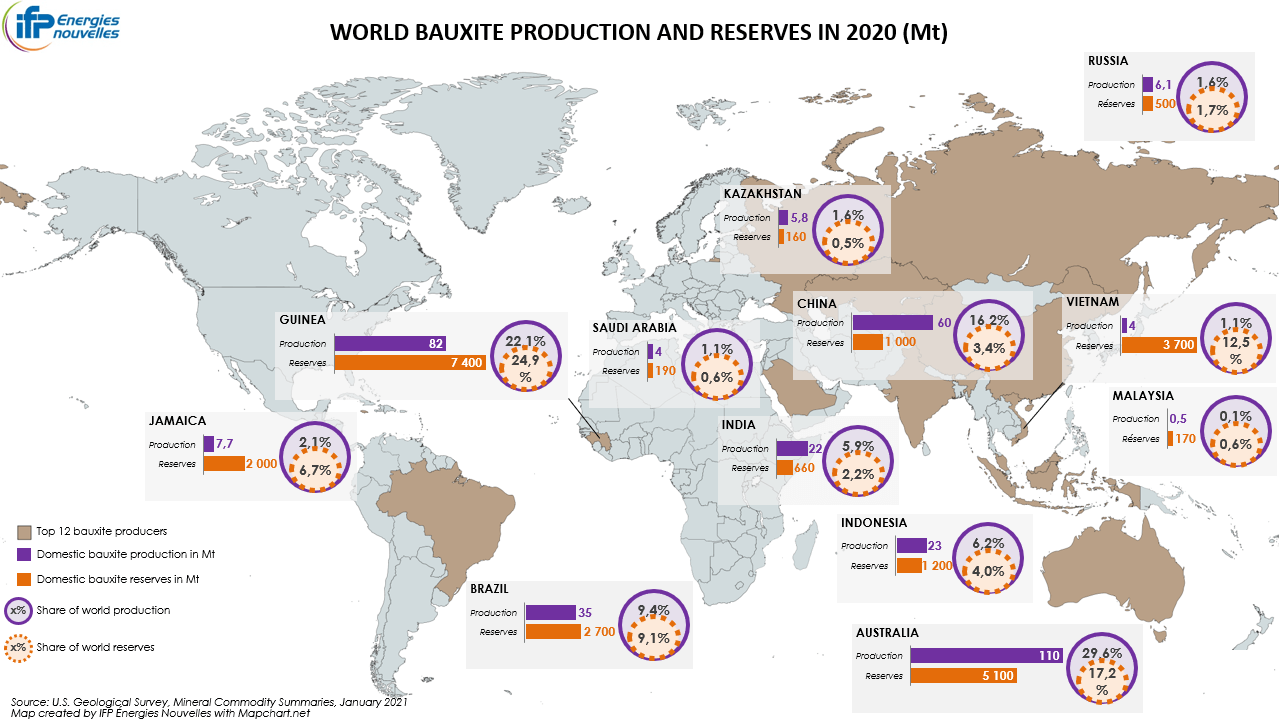 ifp Energies
nouvelles
WORLD BAUXITE PRODUCTION AND RESERVES IN 2020 (Mt)
RUSSIA
Production 6,1
Réserves 500
1,6%
1,7%
KAZAKHSTAN
Production 5,8
Reserves 160
1,6%
0,5%
CHINA
Production 60
Reserves 1 000
16,2%
3,4%
VIETNAM
Production 4
Reserves 3 700
1,1%
12,5
%
GUINEA
Production 82
Reserves 7 400
22,1%
24,9
%
SAUDI ARABIA
Production 4
Reserves 190
1,1%
0,6%
MALAYSIA
Production 0,5
Réserves 170
0,1%
0,6%
JAMAICA
Production 7,7
Reserves 2 000
2,1%
6,7%
INDIA
Production 22
Reserves 660
5,9%
2,2%
INDONESIA
Production 23
Reserves 1 200
6,2%
4,0%
BRAZIL
Production 35
Reserves 2 700
9,4%
9,1%
AUSTRALIA
Production 110
Reserves 5 100
29,6%
17,2
%
Top 12 bauxite producers
Domestic bauxite production in Mt
Domestic bauxite reserves in Mt
x% Share of world production
x% Share of world reserves
Source: U.S. Geological Survey, Mineral Commodity Summaries, January 2021
Map created by IFP Energies Nouvelles with Mapchart.net